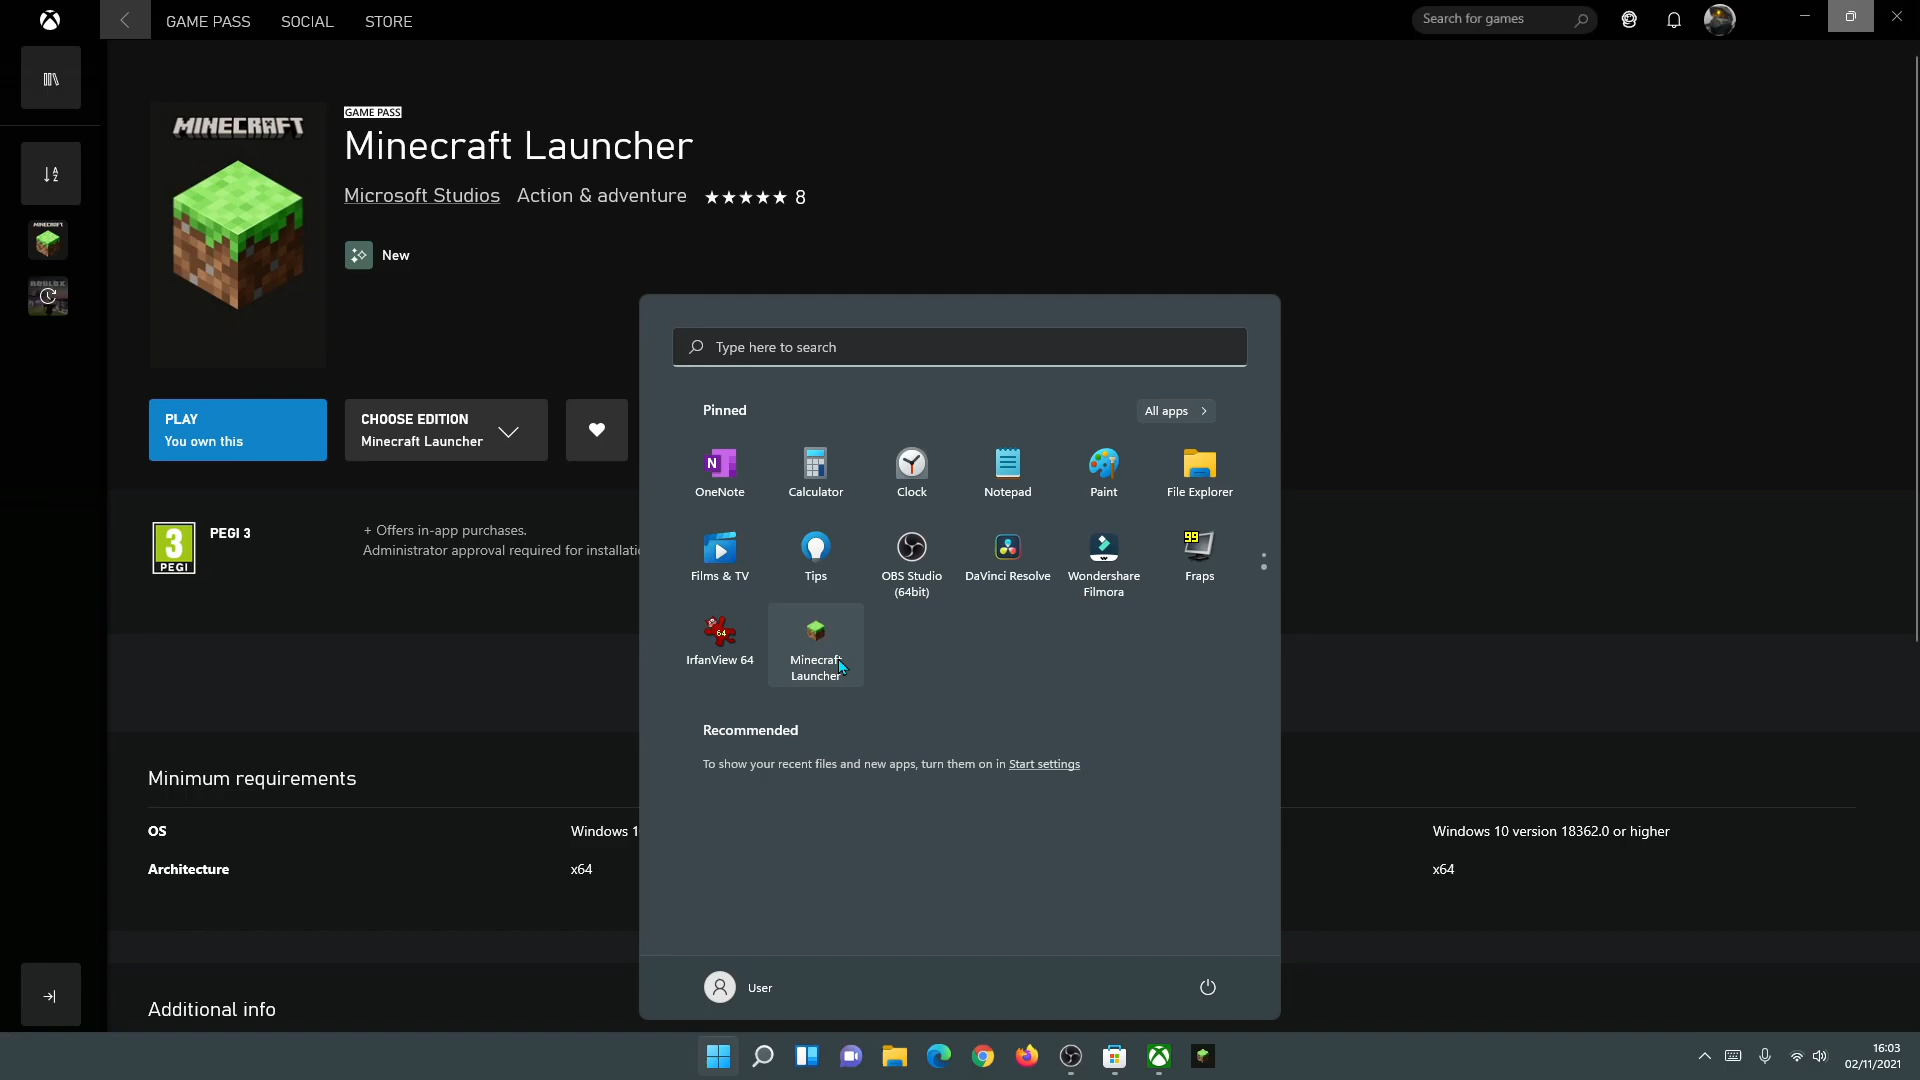 GAME PASS
SOCIAL
STORE
Search for games
MINECRAFT
GAME PASS
Minecraft Launcher
Microsoft Studios
Action & adventure
8
New
PLAY
You own this
CHOOSE EDITION
Minecraft Launcher
3
PEGI
PEGI 3
+ Offers in-app purchases.
Administrator approval required for installati
Minimum requirements
OS
Windows 1
Windows 10 version 18362.0 or higher
Architecture
x64
x64
Additional info
A
Z
MINECRAFT
ROBLOX
Type here to search
Pinned
All apps
N
OneNote
Calculator
Clock
Notepad
Paint
File Explorer
Films & TV
Tips
OBS Studio
(64bit)
DaVinci Resolve
Wondershare
Filmora
99
Fraps
64
IrfanView 64
Minecraft
Launcher
Recommended
To show your recent files and new apps, turn them on in Start settings
User
16:03
02/11/2021